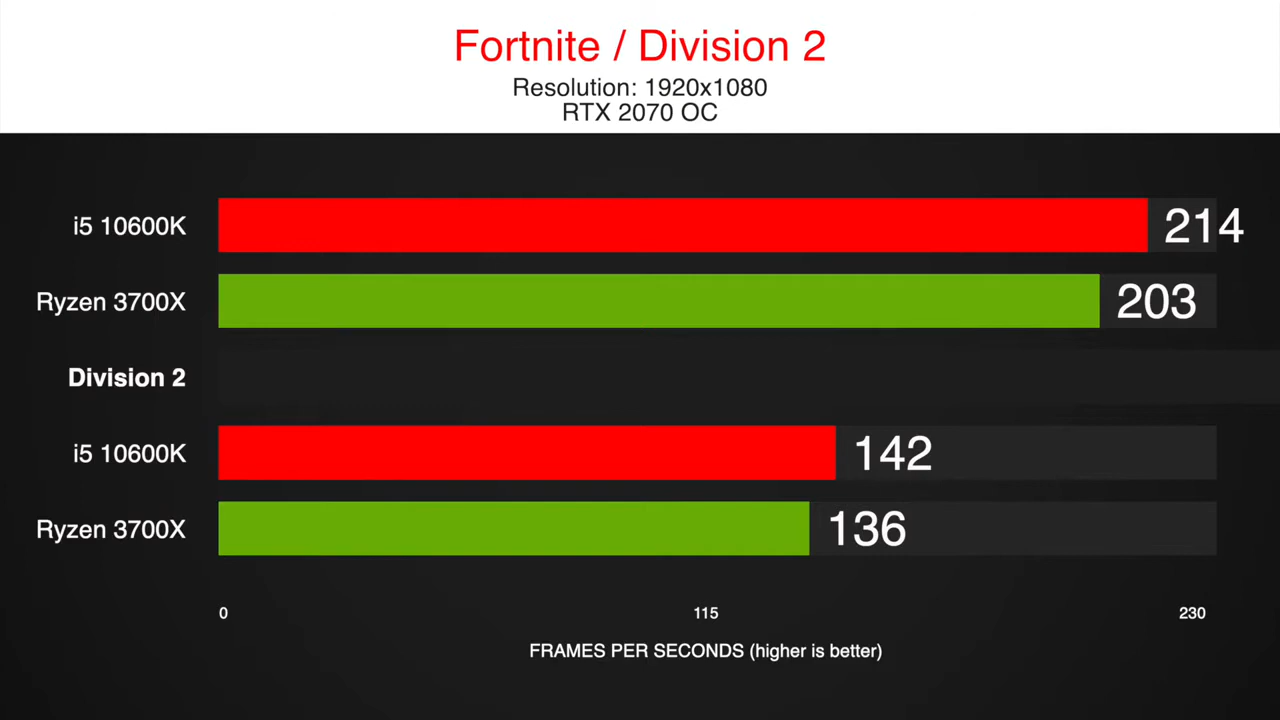 Fortnite / Division 2
Resolution: 1920x1080
RTX 2070 OC
i5 10600K 214
Ryzen 3700X 203
Division 2
i5 10600K 142
Ryzen 3700X 136
0 115 230
FRAMES PER SECONDS (higher is better)